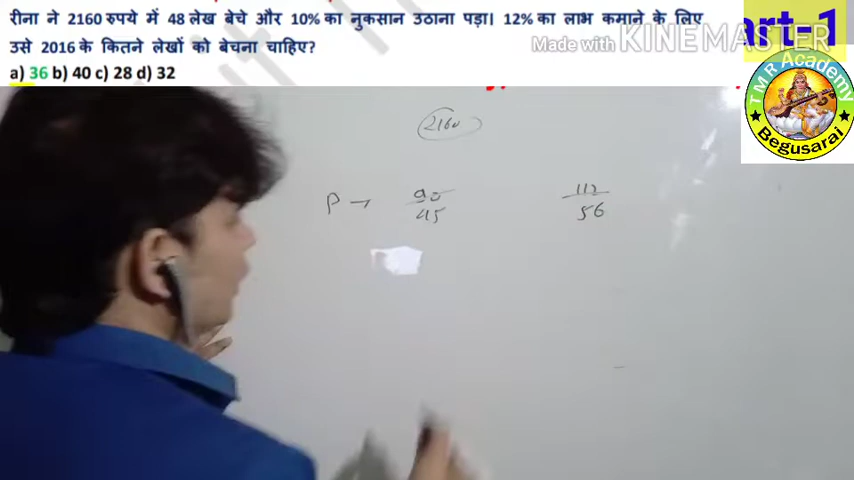 रीना ने 2160 रुपये में 48 लेख बेचे और 10% का नुकसान उठाना पड़ा। 12% का लाभ कमाने के लिए
उसे 2016 के कितने लेखों को बेचना चाहिए?
a) 36 b) 40 c) 28 d) 32
art-1
Made with KINEMASTER
TMR Academy
Begusarai
2160
P → 90 112
45 56